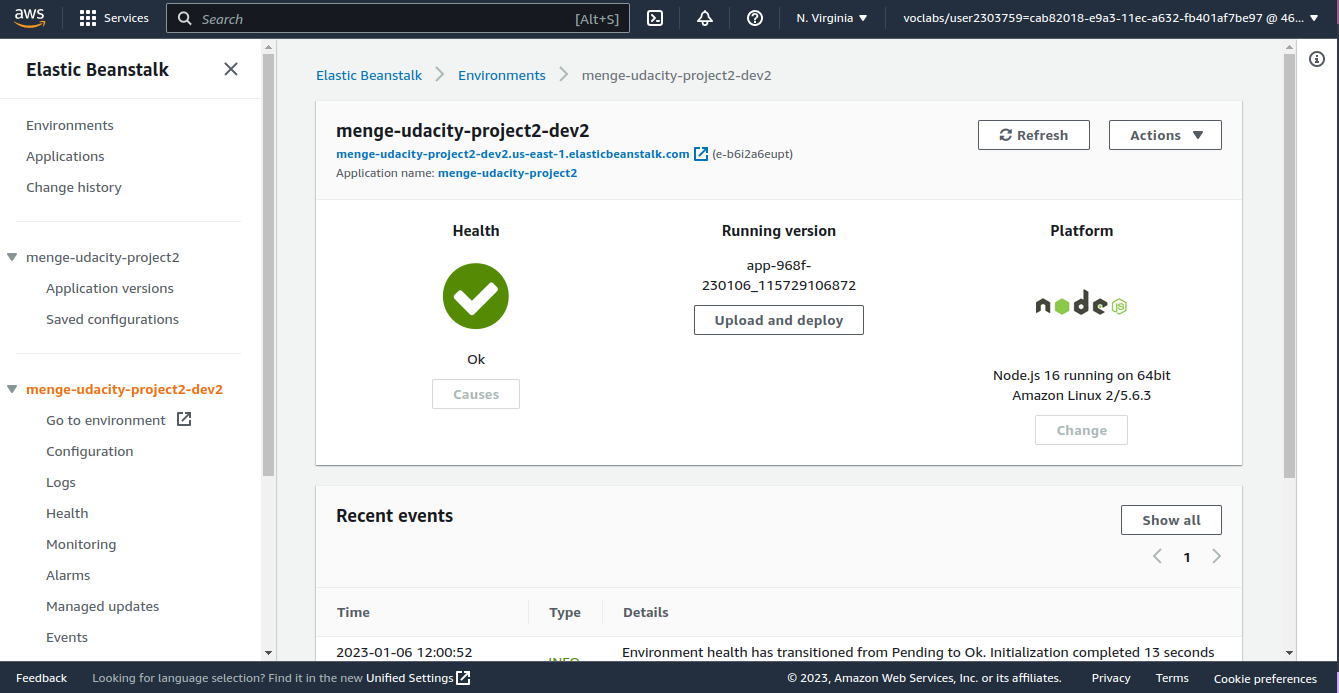 aws
Services
Search
[Alt+S]
N. Virginia
voclabs/user2303759=cab82018-e9a3-11ec-a632-fb401af7be97 @ 46...
Elastic Beanstalk
Environments
Applications
Change history
menge-udacity-project2
Application versions
Saved configurations
menge-udacity-project2-dev2
Go to environment
Configuration
Logs
Health
Monitoring
Alarms
Managed updates
Events
Elastic Beanstalk
Environments
menge-udacity-project2-dev2
menge-udacity-project2-dev2
menge-udacity-project2-dev2.us-east-1.elasticbeanstalk.com (e-b6i2a6eupt)
Application name: menge-udacity-project2
Refresh
Actions
Health
Ok
Causes
Running version
app-968f-
230106_115729106872
Upload and deploy
Platform
node JS
Node.js 16 running on 64bit
Amazon Linux 2/5.6.3
Change
Recent events
Show all
1
Time
Type
Details
2023-01-06 12:00:52
INFO
Environment health has transitioned from Pending to Ok. Initialization completed 13 seconds
Feedback
Looking for language selection? Find it in the new Unified Settings
© 2023, Amazon Web Services, Inc. or its affiliates.
Privacy
Terms
Cookie preferences